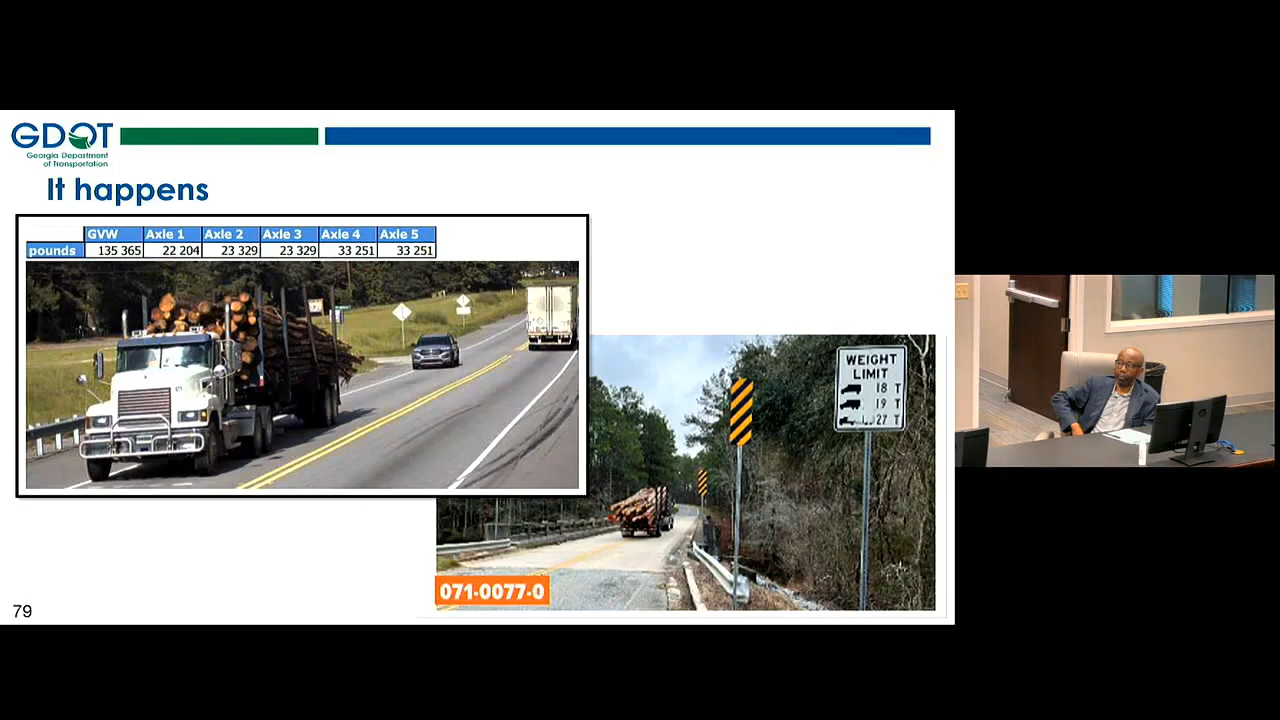 GDOT
Georgia Department
of Transportation
It happens
GVW Axle 1 Axle 2 Axle 3 Axle 4 Axle 5
pounds 135 365 22 204 23 329 23 329 33 251 33 251
WEIGHT
LIMIT
18 T
19 T
27 T
071-0077-0
79